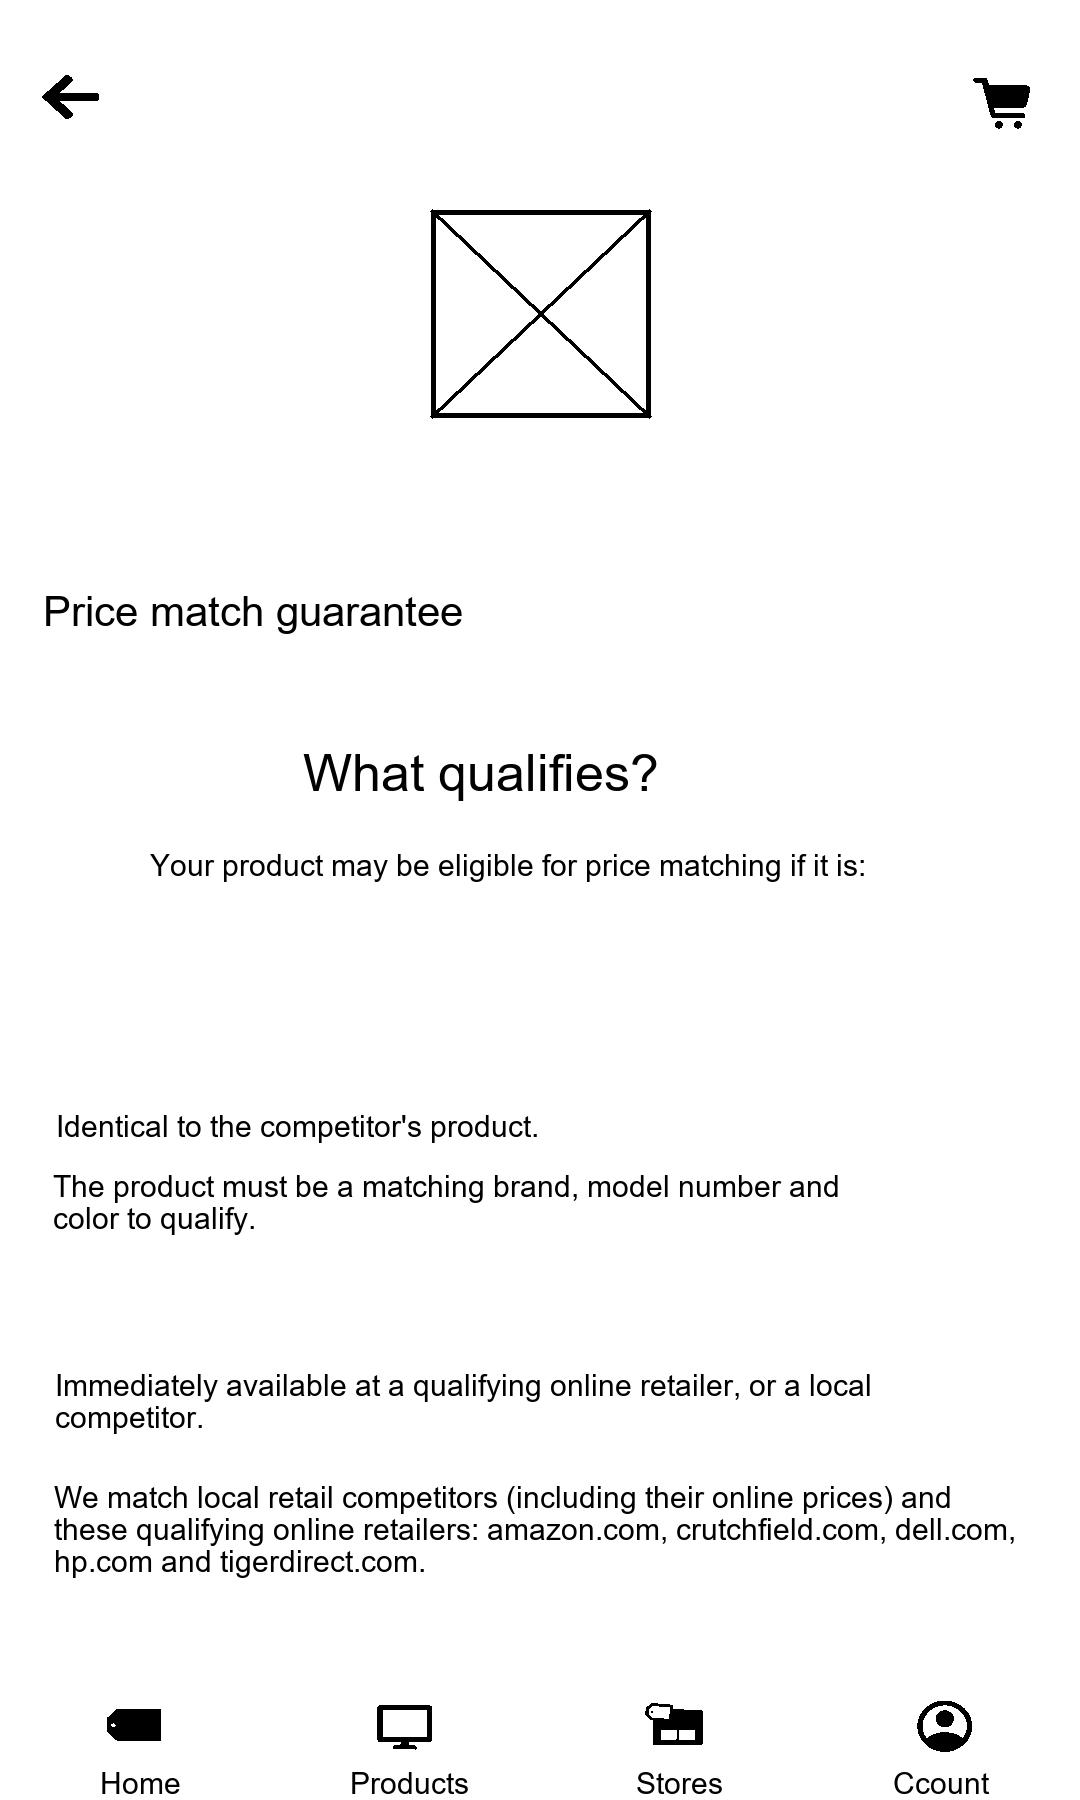 Price match guarantee
What qualifies?
Your product may be eligible for price matching if it is:
Identical to the competitor's product.
The product must be a matching brand, model number and
color to qualify.
Immediately available at a qualifying online retailer, or a local
competitor.
We match local retail competitors (including their online prices) and
these qualifying online retailers: amazon.com, crutchfield.com, dell.com,
hp.com and tigerdirect.com.
Home Products Stores Ccount